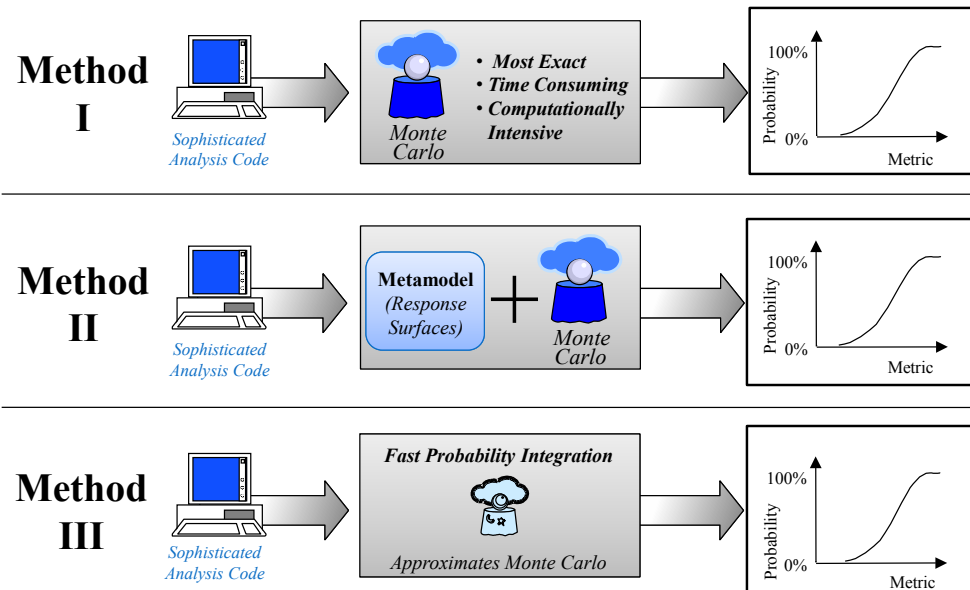 Method
I
Sophisticated
Analysis Code
Monte
Carlo
• Most Exact
• Time Consuming
• Computationally
Intensive
Probability
100%
0%
Metric
Method
II
Sophisticated
Analysis Code
Metamodel
(Response
Surfaces)
Monte
Carlo
Probability
100%
0%
Metric
Method
III
Sophisticated
Analysis Code
Fast Probability Integration
Approximates Monte Carlo
Probability
100%
0%
Metric